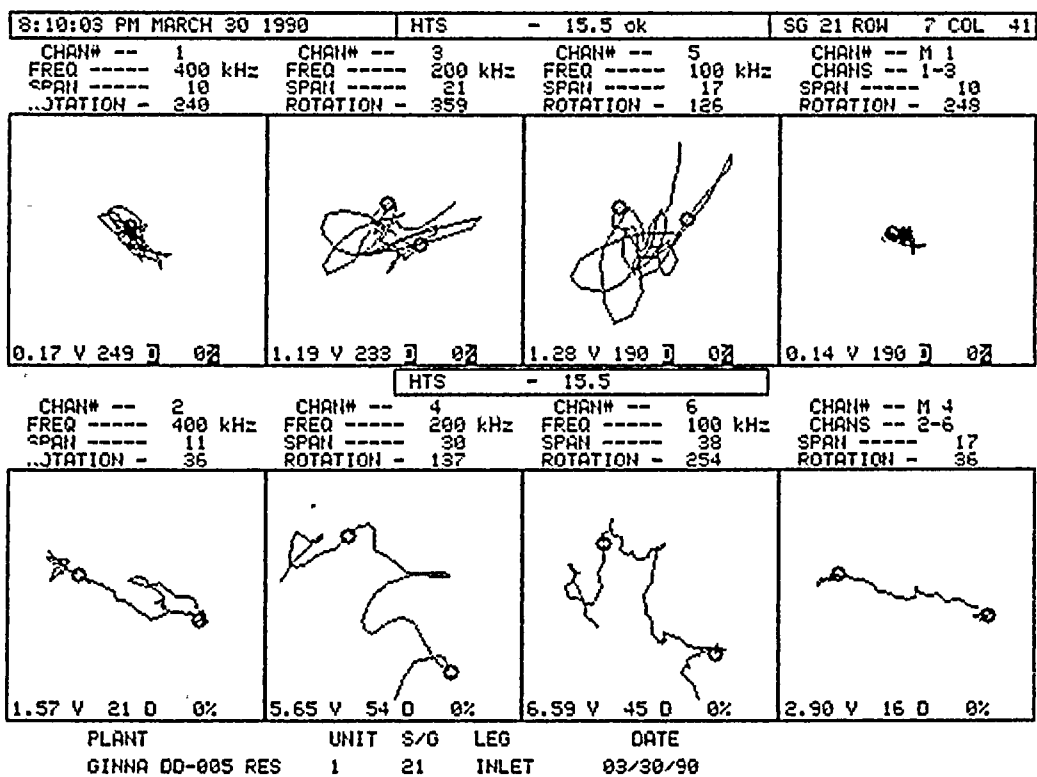 8:10:03 PM MARCH 30 1990 HTS - 15.5 ok SG 21 ROW 7 COL 41
CHAN# -- 1 CHAN# -- 3 CHAN# -- 5 CHAN# -- M 1
FREQ ----- 400 kHz FREQ ----- 200 kHz FREQ ----- 100 kHz CHANS -- 1-3
SPAN ----- 10 SPAN ----- 21 SPAN ----- 17 SPAN ----- 10
..OTATION - 240 ROTATION - 359 ROTATION - 126 ROTATION - 248
0.17 V 249 D 0% 1.19 V 233 D 0% 1.28 V 190 D 0% 0.14 V 190 D 0%
HTS - 15.5
CHAN# -- 2 CHAN# -- 4 CHAN# -- 6 CHAN# -- M 4
FREQ ----- 400 kHz FREQ ----- 200 kHz FREQ ----- 100 kHz CHANS -- 2-6
SPAN ----- 11 SPAN ----- 30 SPAN ----- 38 SPAN ----- 17
..OTATION - 36 ROTATION - 137 ROTATION - 254 ROTATION - 36
1.57 V 21 D 0% 5.65 V 54 D 0% 6.59 V 45 D 0% 2.90 V 16 D 0%
PLANT UNIT S/G LEG DATE
GINNA DD-005 RES 1 21 INLET 03/30/90